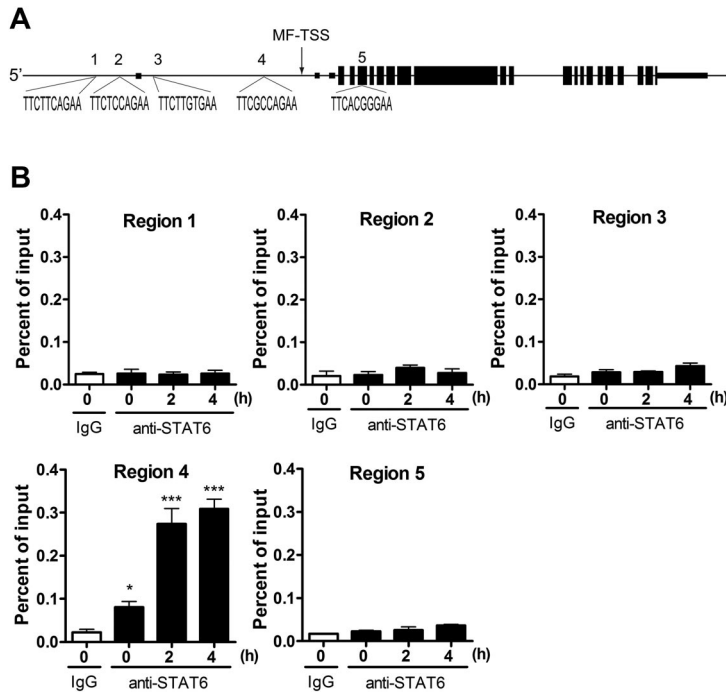 A
MF-TSS
1 2 3 4 5
5'
TTCTTCAGAA TTCTCCAGAA TTCTTGTGAA TTCGCCAGAA TTCACGGGAA
B
Region 1
Percent of input
0.4
0.3
0.2
0.1
0.0
0 0 2 4 (h)
IgG anti-STAT6
Region 2
Percent of input
0.4
0.3
0.2
0.1
0.0
0 0 2 4 (h)
IgG anti-STAT6
Region 3
Percent of input
0.4
0.3
0.2
0.1
0.0
0 0 2 4 (h)
IgG anti-STAT6
Region 4
Percent of input
0.4
0.3
0.2
0.1
0.0
* *** ***
0 0 2 4 (h)
IgG anti-STAT6
Region 5
Percent of input
0.4
0.3
0.2
0.1
0.0
0 0 2 4 (h)
IgG anti-STAT6